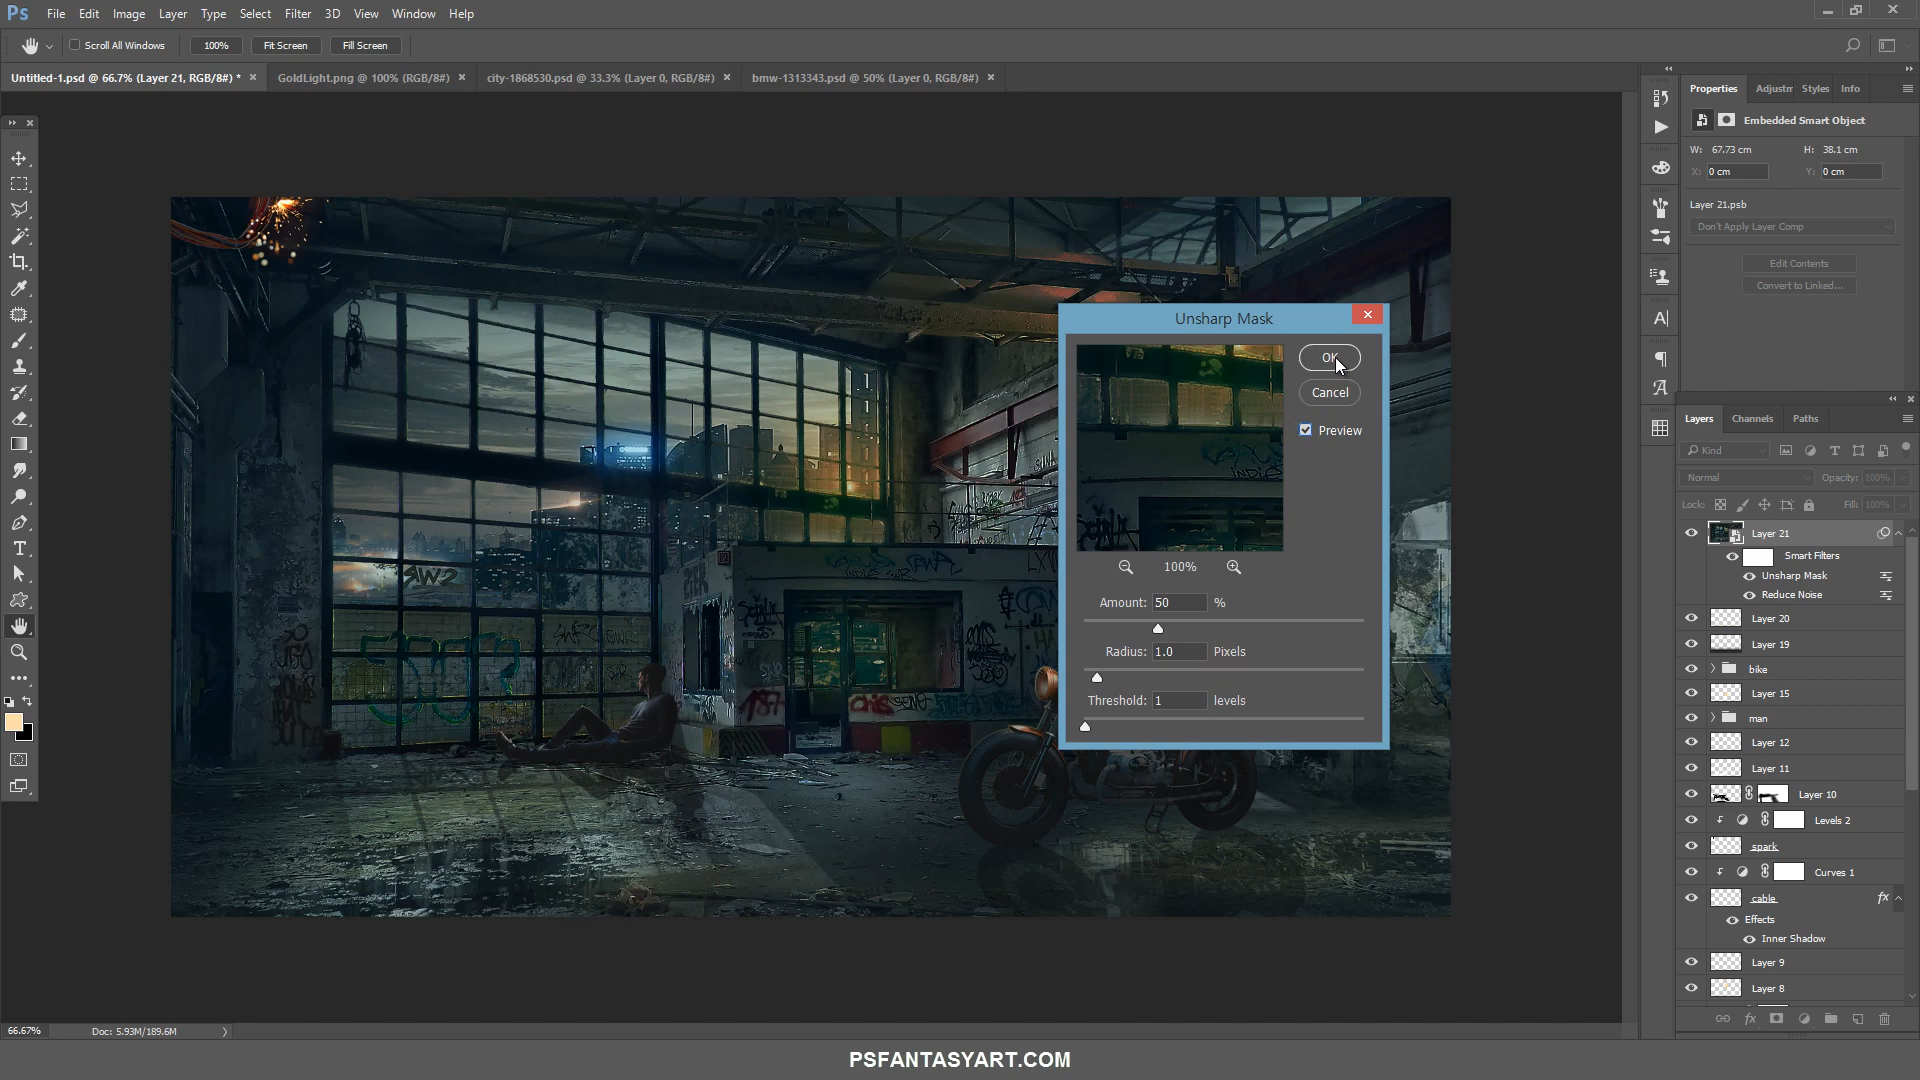 Ps File Edit Image Layer Type Select Filter 3D View Window Help
Scroll All Windows 100% Fit Screen Fill Screen
Untitled-1.psd @ 66.7% (Layer 21, RGB/8#) * GoldLight.png @ 100% (RGB/8#) city-1868530.psd @ 33.3% (Layer 0, RGB/8#) bmw-1313343.psd @ 50% (Layer 0, RGB/8#)
Properties Adjustm Styles Info
Embedded Smart Object
W: 67.73 cm H: 38.1 cm
X: 0 cm Y: 0 cm
Layer 21.psb
Don't Apply Layer Comp
Edit Contents
Convert to Linked...
Unsharp Mask
OK
Cancel
Preview
100%
Amount: 50 %
Radius: 1.0 Pixels
Threshold: 1 levels
Layers Channels Paths
Kind
Normal Opacity: 100%
Lock: Fill: 100%
Layer 21
Smart Filters
Unsharp Mask
Reduce Noise
Layer 20
Layer 19
bike
Layer 15
man
Layer 12
Layer 11
Layer 10
Levels 2
spark
Curves 1
cable fx
Effects
Inner Shadow
Layer 9
Layer 8
66.67% Doc: 5.93M/189.6M
PSFANTASYART.COM